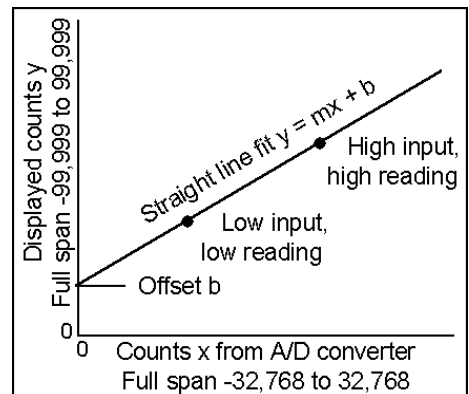 Displayed counts y
Full span -99,999 to 99,999
Straight line fit y = mx + b
High input,
high reading
Low input,
low reading
Offset b
0
0
Counts x from A/D converter
Full span -32,768 to 32,768